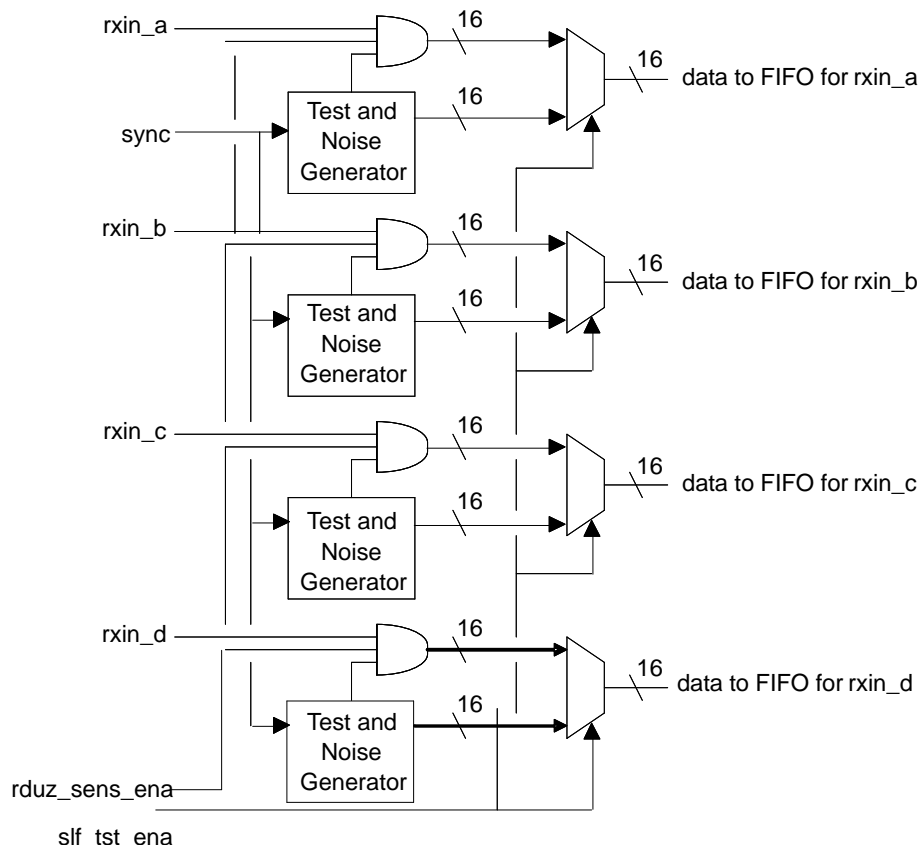 rxin_a
16
16
data to FIFO for rxin_a
Test and
Noise
Generator
16
sync
rxin_b
16
16
data to FIFO for rxin_b
Test and
Noise
Generator
16
rxin_c
16
16
data to FIFO for rxin_c
Test and
Noise
Generator
16
rxin_d
16
16
data to FIFO for rxin_d
Test and
Noise
Generator
16
rduz_sens_ena
slf_tst_ena